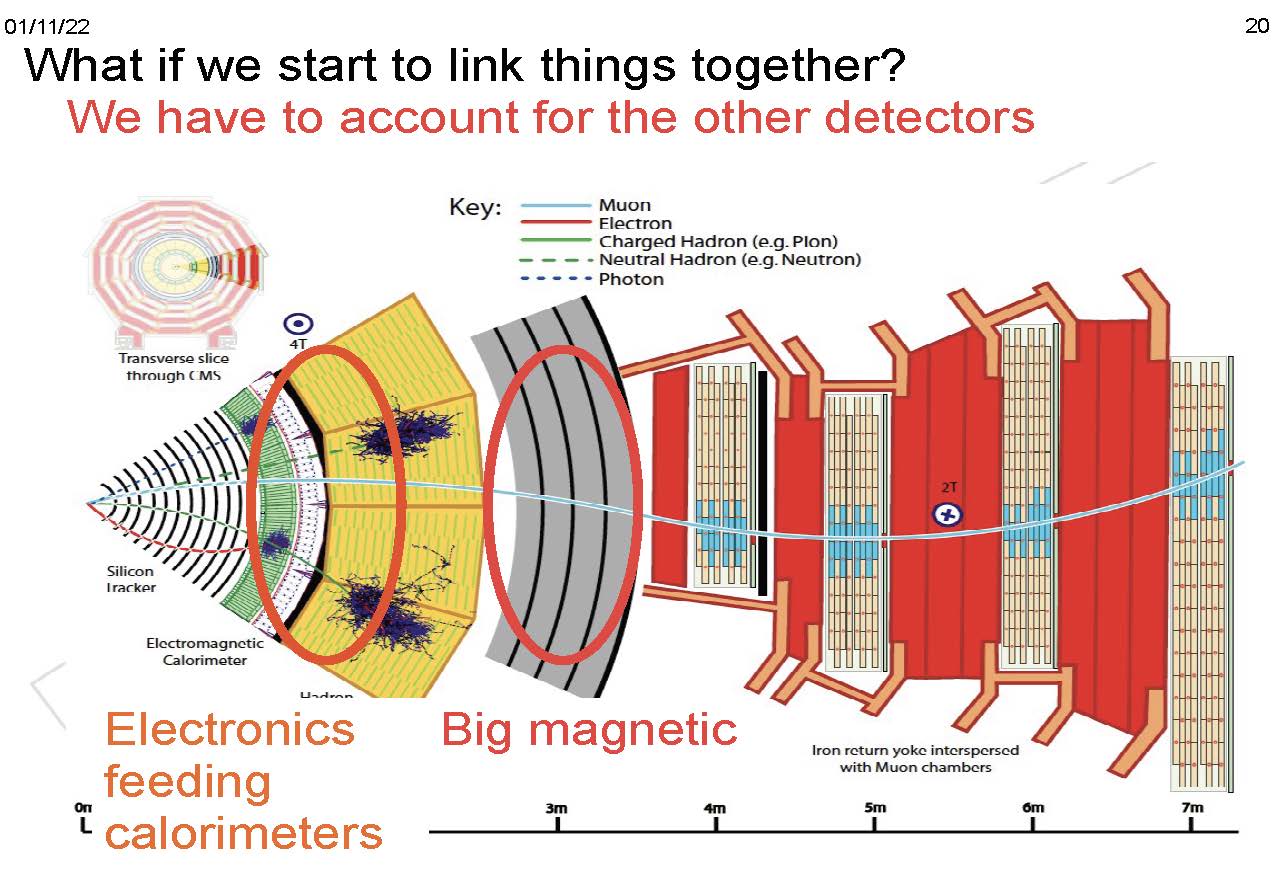 01/11/22
20
What if we start to link things together?
We have to account for the other detectors
Key:
Muon
Electron
Charged Hadron (e.g. Pion)
Neutral Hadron (e.g. Neutron)
Photon
Transverse slice
through CMS
4T
2T
Silicon
Tracker
Electromagnetic
Calorimeter
Hadron
Electronics
feeding
calorimeters
Big magnetic
Iron return yoke interspersed
with Muon chambers
0m
3m
4m
5m
6m
7m